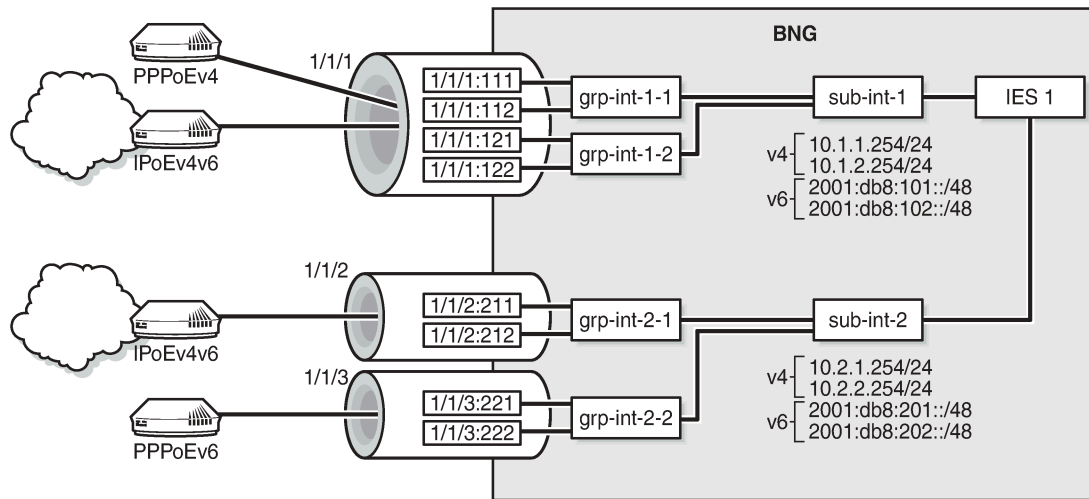 BNG
PPPoEv4
1/1/1
IPoEv4v6
1/1/1:111
1/1/1:112
1/1/1:121
1/1/1:122
grp-int-1-1
grp-int-1-2
sub-int-1
IES 1
v4
10.1.1.254/24
10.1.2.254/24
v6
2001:db8:101::/48
2001:db8:102::/48
1/1/2
IPoEv4v6
1/1/2:211
1/1/2:212
grp-int-2-1
sub-int-2
1/1/3
PPPoEv6
1/1/3:221
1/1/3:222
grp-int-2-2
v4
10.2.1.254/24
10.2.2.254/24
v6
2001:db8:201::/48
2001:db8:202::/48